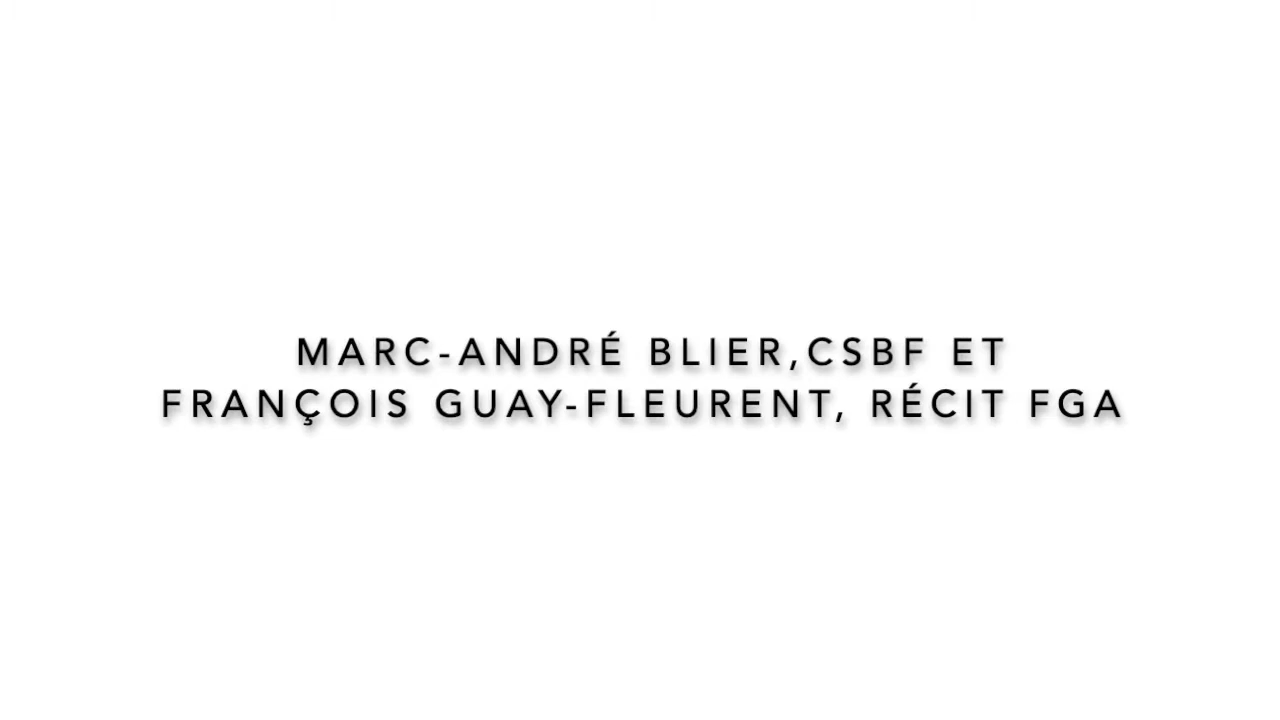 MARC-ANDRÉ BLIER,CSBF ET
FRANÇOIS GUAY-FLEURENT, RÉCIT FGA